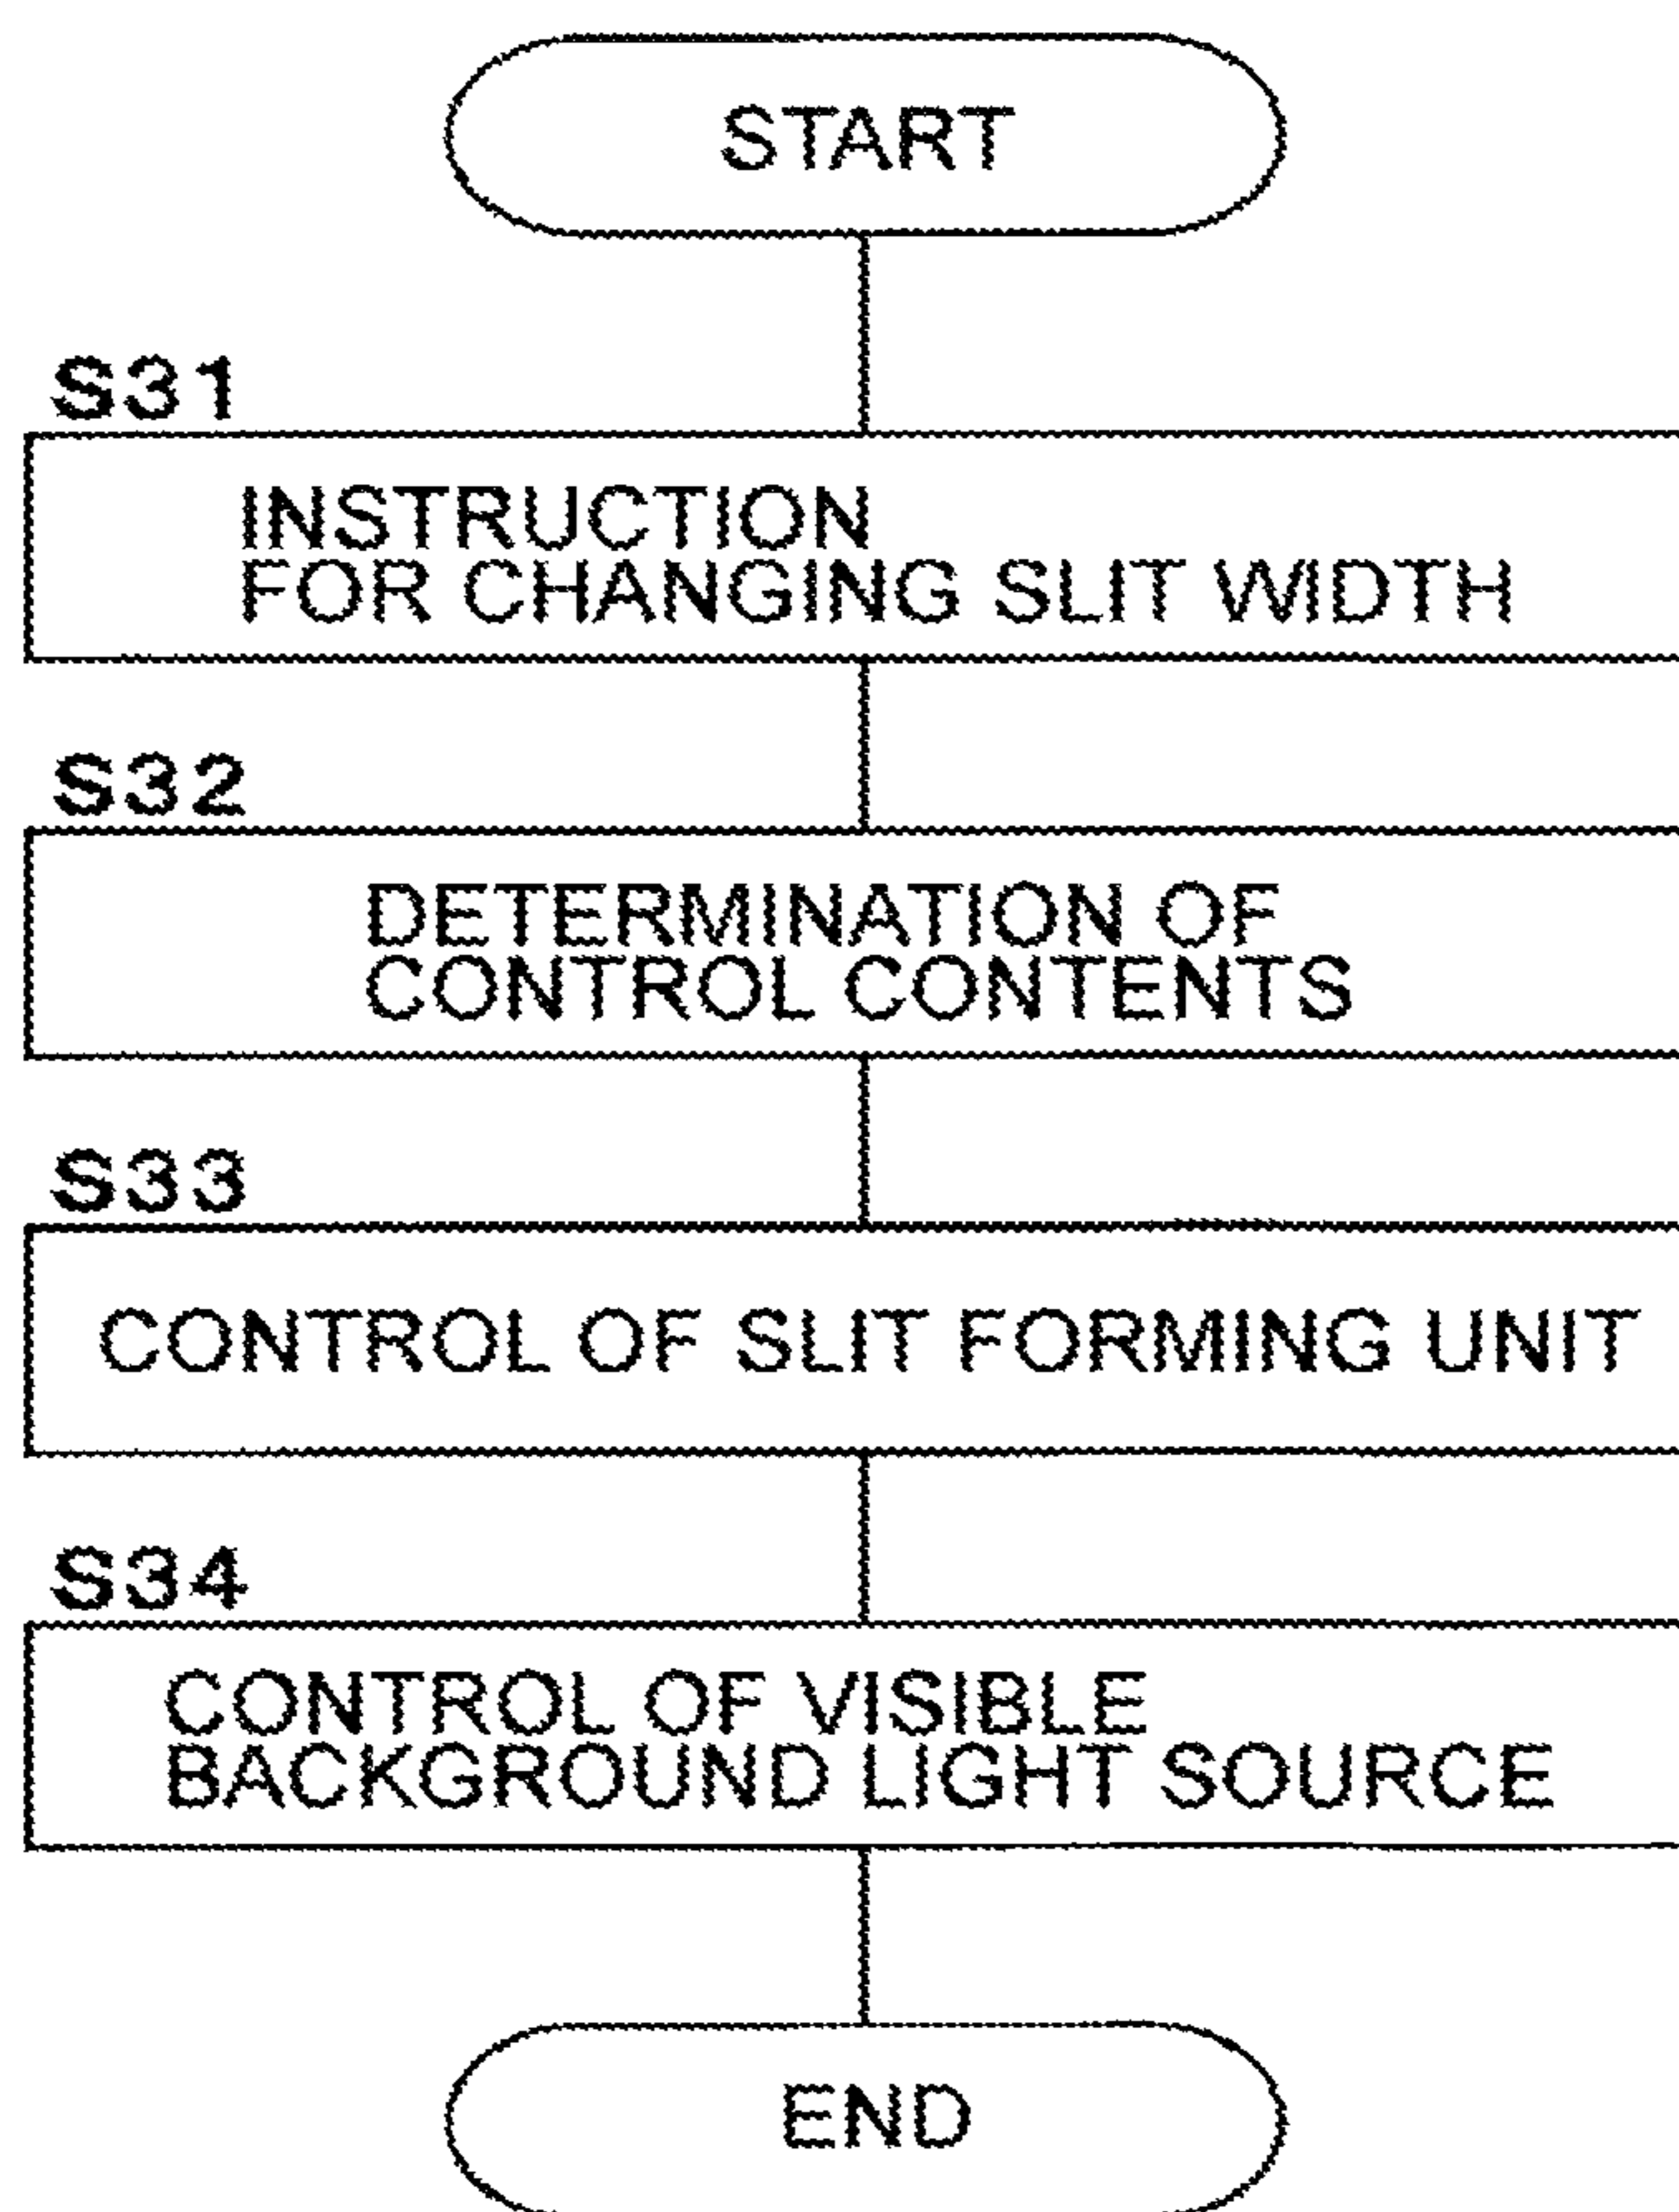 START
S31
INSTRUCTION
FOR CHANGING SLIT WIDTH
S32
DETERMINATION OF
CONTROL CONTENTS
S33
CONTROL OF SLIT FORMING UNIT
S34
CONTROL OF VISIBLE
BACKGROUND LIGHT SOURCE
END